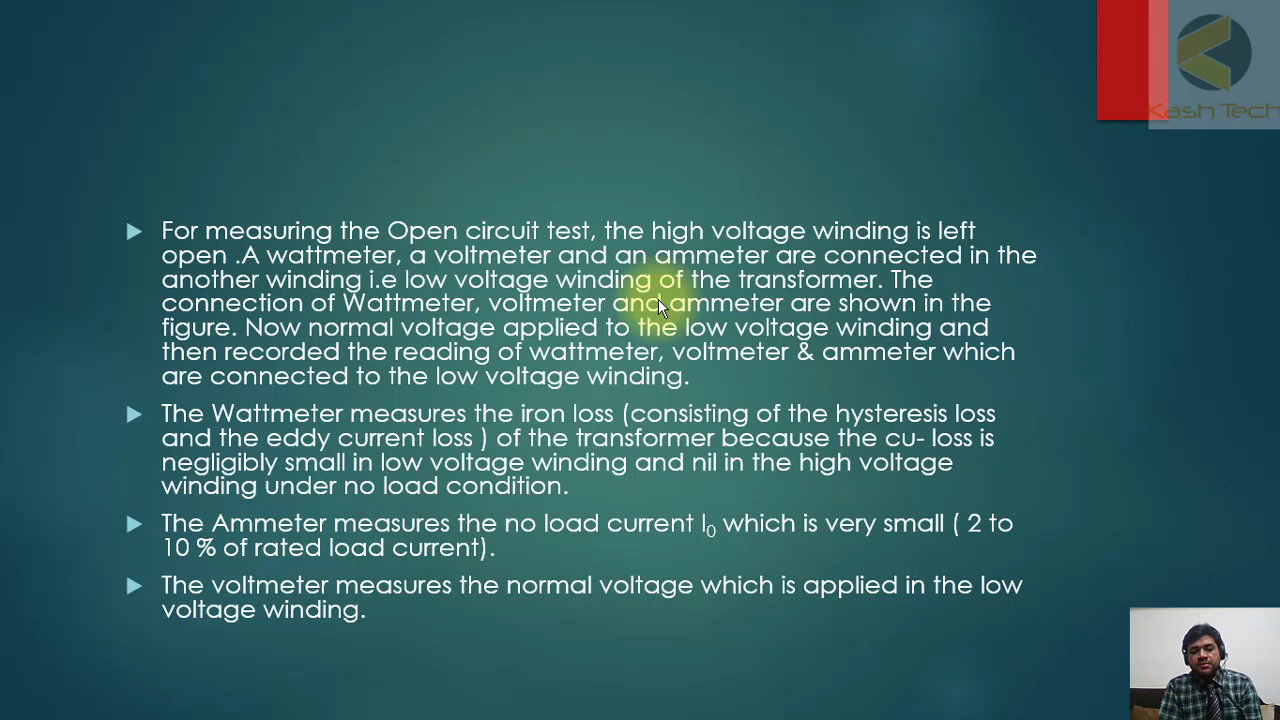 Kash Tech
For measuring the Open circuit test, the high voltage winding is left
open .A wattmeter, a voltmeter and an ammeter are connected in the
another winding i.e low voltage winding of the transformer. The
connection of Wattmeter, voltmeter and ammeter are shown in the
figure. Now normal voltage applied to the low voltage winding and
then recorded the reading of wattmeter, voltmeter & ammeter which
are connected to the low voltage winding.
The Wattmeter measures the iron loss (consisting of the hysteresis loss
and the eddy current loss ) of the transformer because the cu- loss is
negligibly small in low voltage winding and nil in the high voltage
winding under no load condition.
The Ammeter measures the no load current I₀ which is very small ( 2 to
10 % of rated load current).
The voltmeter measures the normal voltage which is applied in the low
voltage winding.